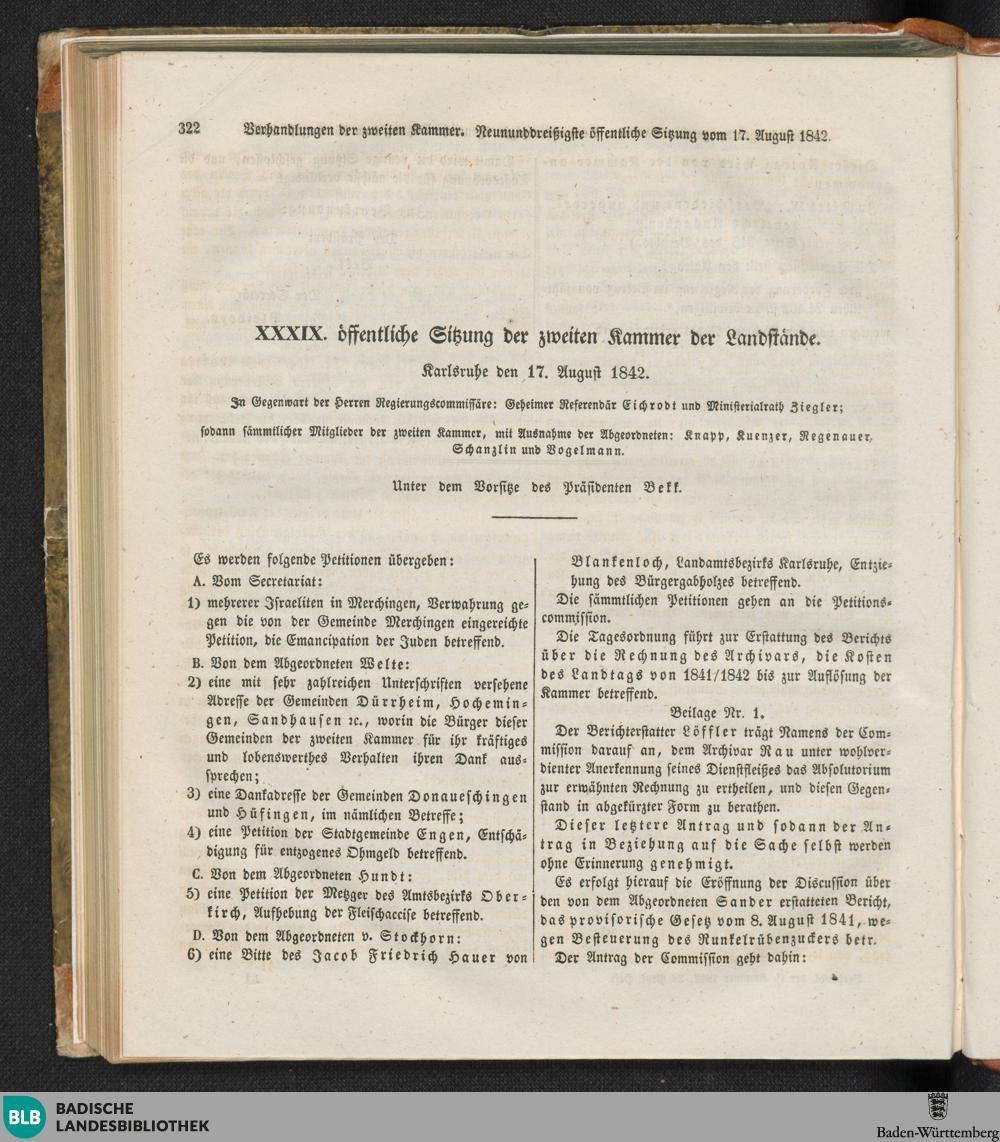 322 Verhandlungen der zweiten Kammer. Neununddreißigste öffentliche Sitzung vom 17. August 1842.
XXXIX. öffentliche Sitzung der zweiten Kammer der Landstände.
Karlsruhe den 17. August 1842.
In Gegenwart der Herren Regierungscommissäre: Geheimer Referendär Eichrodt und Ministerialrath Ziegler;
sodann sämmtlicher Mitglieder der zweiten Kammer, mit Ausnahme der Abgeordneten: Knapp, Kuenzer, Regenauer,
Schanzlin und Vogelmann.
Unter dem Vorsitze des Präsidenten Bekk.
Es werden folgende Petitionen übergeben:
A. Vom Secretariat:
1) mehrerer Israeliten in Merchingen, Verwahrung ge-
gen die von der Gemeinde Merchingen eingereichte
Petition, die Emancipation der Juden betreffend.
B. Von dem Abgeordneten Welte:
2) eine mit sehr zahlreichen Unterschriften versehene
Adresse der Gemeinden Dürrheim, Hochemin-
gen, Sandhausen ꝛc., worin die Bürger dieser
Gemeinden der zweiten Kammer für ihr kräftiges
und lobenswerthes Verhalten ihren Dank aus-
sprechen;
3) eine Dankadresse der Gemeinden Donaueschingen
und Hüfingen, im nämlichen Betreffe;
4) eine Petition der Stadtgemeinde Engen, Entschä-
digung für entzogenes Ohmgeld betreffend.
C. Von dem Abgeordneten Hundt:
5) eine Petition der Metzger des Amtsbezirks Ober-
kirch, Aufhebung der Fleischaccise betreffend.
D. Von dem Abgeordneten v. Stockhorn:
6) eine Bitte des Jacob Friedrich Hauer von
Blankenloch, Landamtsbezirks Karlsruhe, Entzie-
hung des Bürgergabholzes betreffend.
Die sämmtlichen Petitionen gehen an die Petitions-
commission.
Die Tagesordnung führt zur Erstattung des Berichts
über die Rechnung des Archivars, die Kosten
des Landtags von 1841/1842 bis zur Auflösung der
Kammer betreffend.
Beilage Nr. 1.
Der Berichterstatter Löffler trägt Namens der Com-
mission darauf an, dem Archivar Rau unter wohlver-
dienter Anerkennung seines Dienstfleißes das Absolutorium
zur erwähnten Rechnung zu ertheilen, und diesen Gegen-
stand in abgekürzter Form zu berathen.
Dieser letztere Antrag und sodann der An-
trag in Beziehung auf die Sache selbst werden
ohne Erinnerung genehmigt.
Es erfolgt hierauf die Eröffnung der Discussion über
den von dem Abgeordneten Sander erstatteten Bericht,
das provisorische Gesetz vom 8. August 1841, we-
gen Besteuerung des Runkelrübenzuckers betr.
Der Antrag der Commission geht dahin:
BLB BADISCHE
LANDESBIBLIOTHEK
Baden-Württemberg